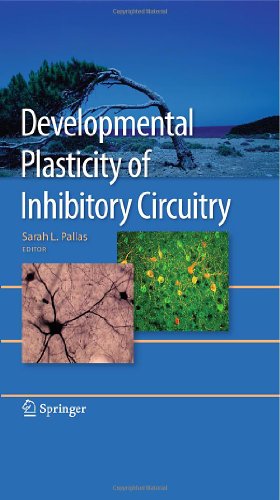 Developmental
Plasticity of
Inhibitory Circuitry
Sarah L. Pallas
EDITOR
Springer